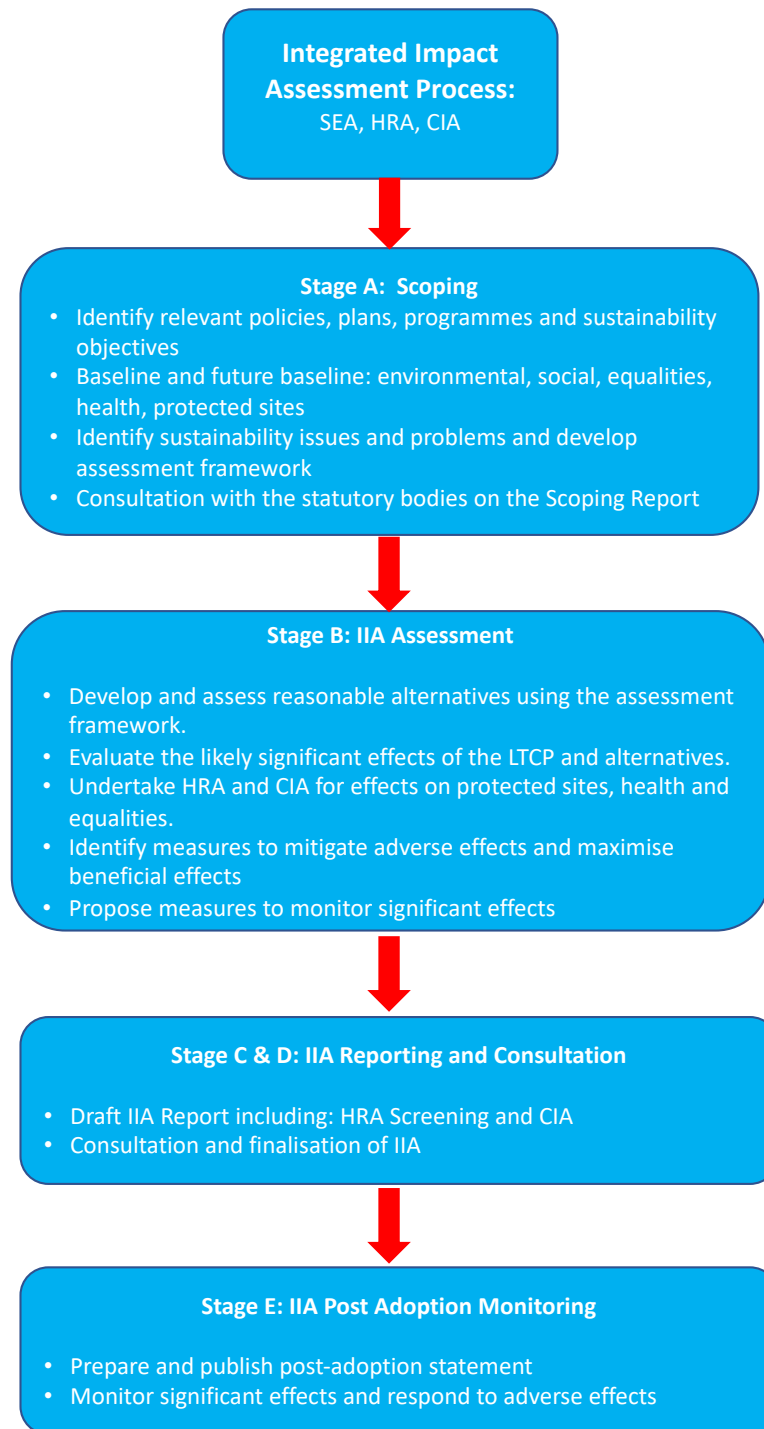 Integrated Impact
Assessment Process:
SEA, HRA, CIA
Stage A:  Scoping
• Identify relevant policies, plans, programmes and sustainability
objectives
• Baseline and future baseline: environmental, social, equalities,
health, protected sites
• Identify sustainability issues and problems and develop
assessment framework
• Consultation with the statutory bodies on the Scoping Report
Stage B: IIA Assessment
• Develop and assess reasonable alternatives using the assessment
framework.
• Evaluate the likely significant effects of the LTCP and alternatives.
• Undertake HRA and CIA for effects on protected sites, health and
equalities.
• Identify measures to mitigate adverse effects and maximise
beneficial effects
• Propose measures to monitor significant effects
Stage C & D: IIA Reporting and Consultation
• Draft IIA Report including: HRA Screening and CIA
• Consultation and finalisation of IIA
Stage E: IIA Post Adoption Monitoring
• Prepare and publish post-adoption statement
• Monitor significant effects and respond to adverse effects